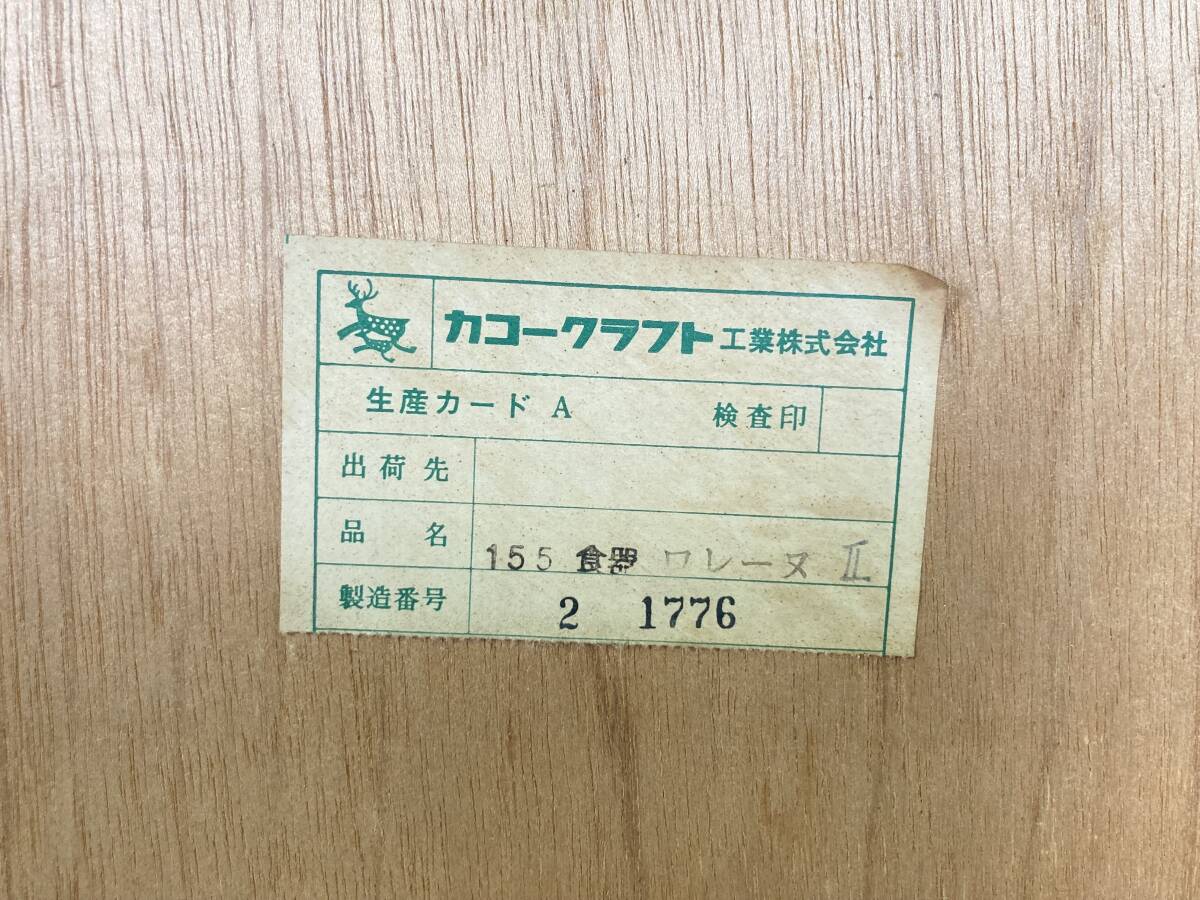 カコークラフト工業株式会社
生産カード A 検査印
出荷先
品名 155 食器 ワレーヌ Ⅱ
製造番号 2 1776